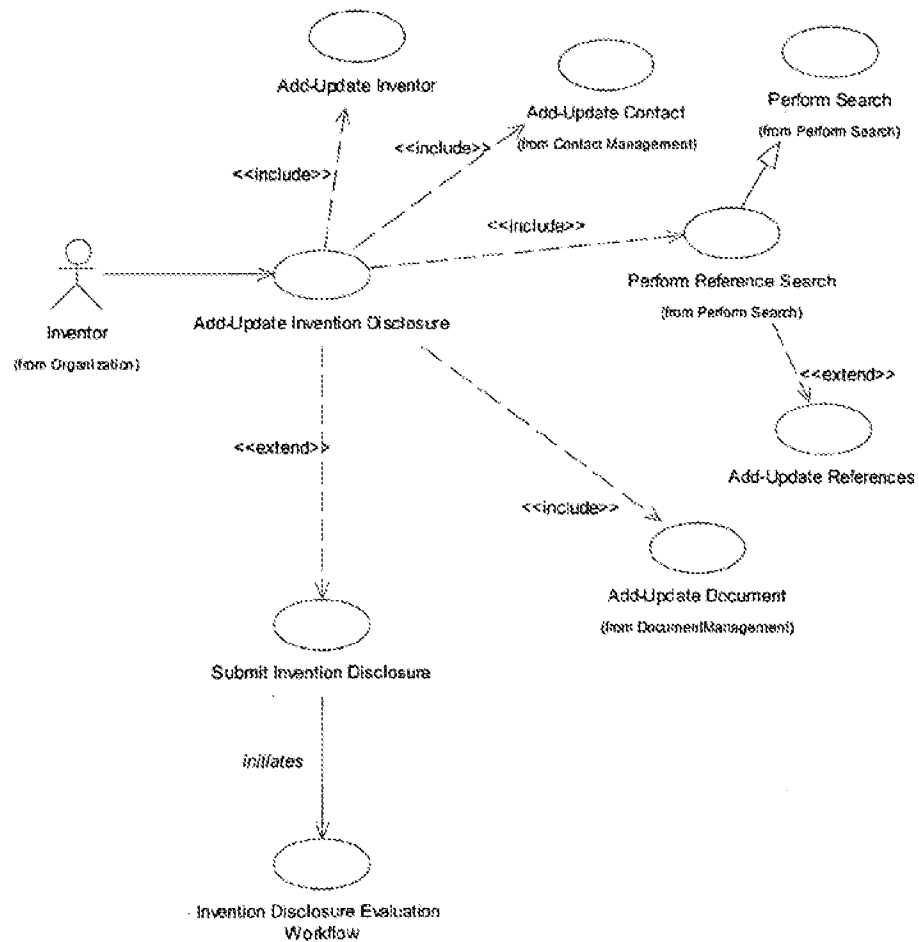 Add-Update Inventor
Add-Update Contact
(from Contact Management)
Perform Search
(from Perform Search)
<<include>>
<<include>>
<<include>>
Perform Reference Search
(from Perform Search)
Inventor
(from Organization)
Add-Update Invention Disclosure
<<extend>>
<<extend>>
Add-Update References
<<include>>
Add-Update Document
(from DocumentManagement)
Submit Invention Disclosure
initiates
Invention Disclosure Evaluation
Workflow